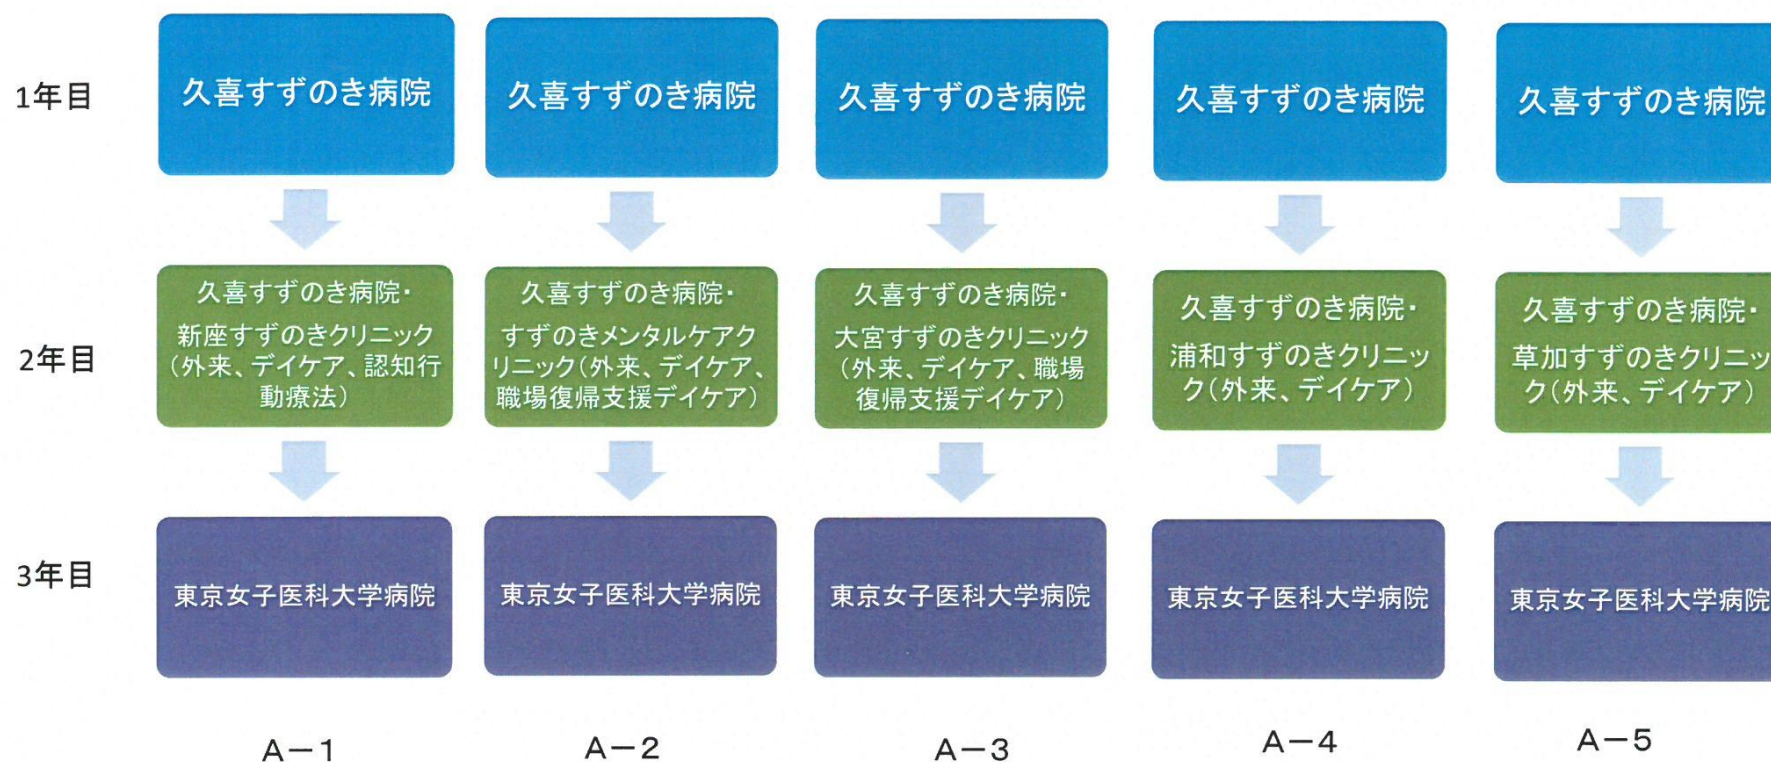 1年目
久喜すずのき病院
久喜すずのき病院
久喜すずのき病院
久喜すずのき病院
久喜すずのき病院
2年目
久喜すずのき病院・
新座すずのきクリニック
(外来、デイケア、認知行
動療法)
久喜すずのき病院・
すずのきメンタルケアク
リニック(外来、デイケア、
職場復帰支援デイケア)
久喜すずのき病院・
大宮すずのきクリニック
(外来、デイケア、職場
復帰支援デイケア)
久喜すずのき病院・
浦和すずのきクリニッ
ク(外来、デイケア)
久喜すずのき病院・
草加すずのきクリニッ
ク(外来、デイケア)
3年目
東京女子医科大学病院
東京女子医科大学病院
東京女子医科大学病院
東京女子医科大学病院
東京女子医科大学病院
A-1
A-2
A-3
A-4
A-5